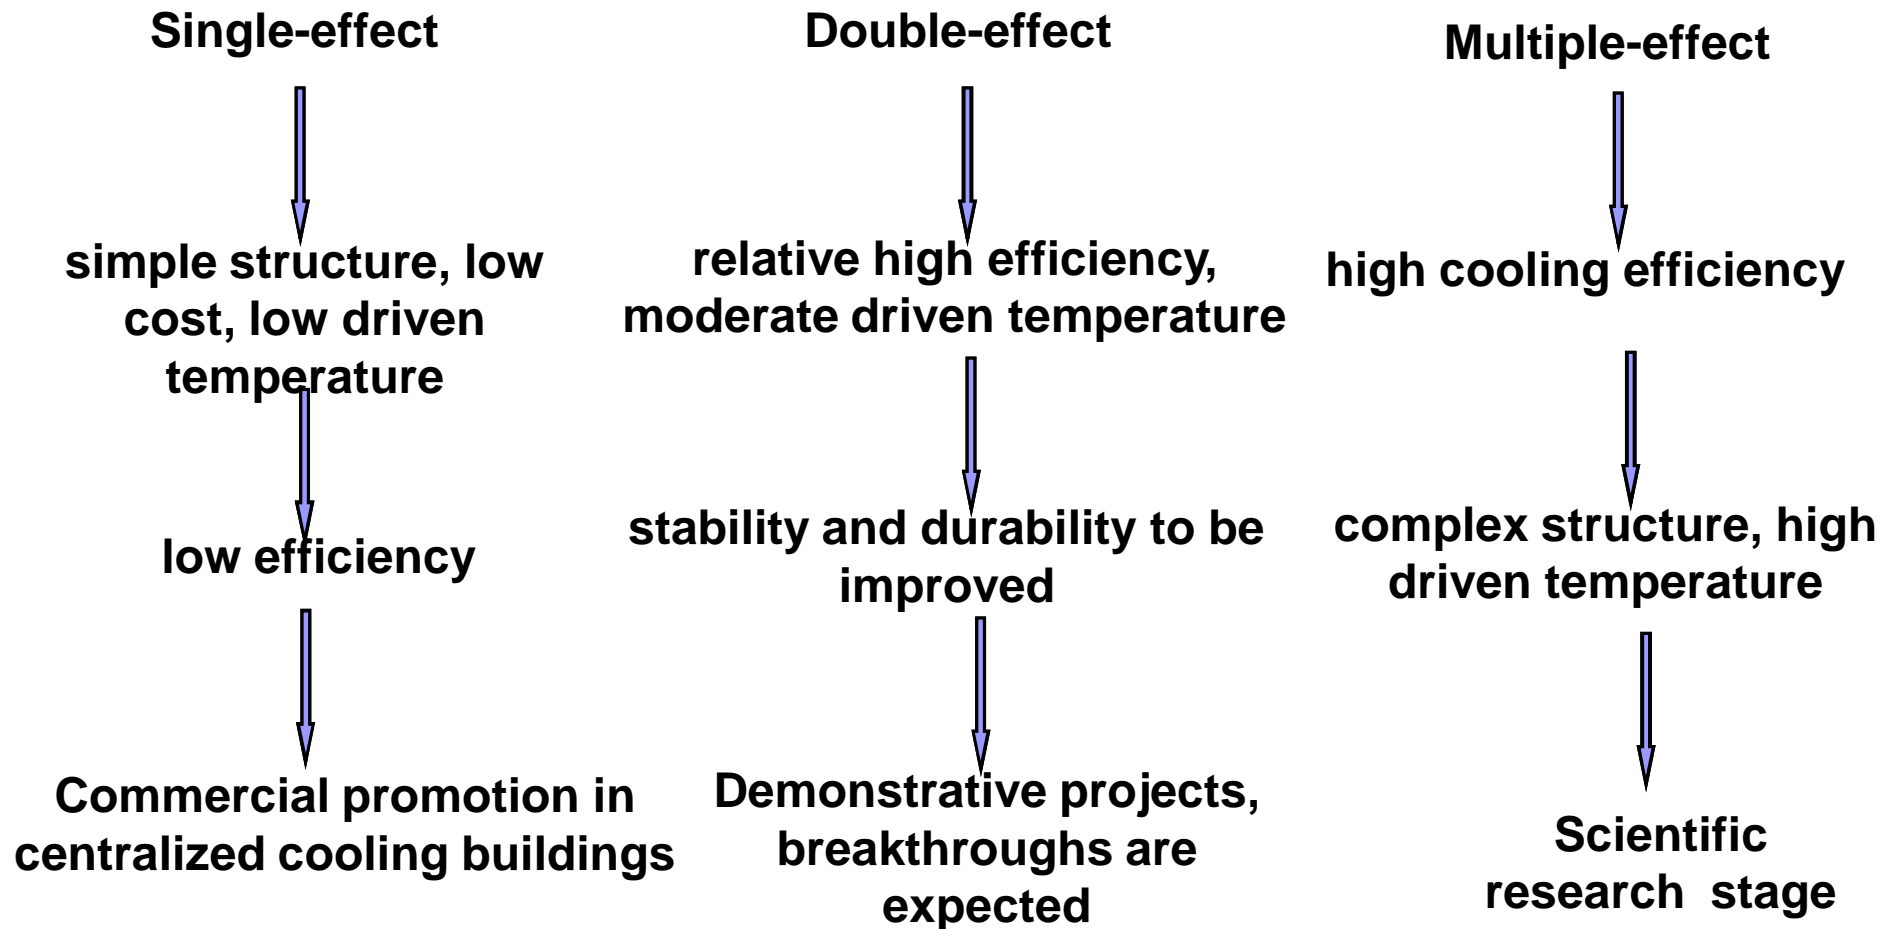 Single-effect
simple structure, low
cost, low driven
temperature
low efficiency
Commercial promotion in
centralized cooling buildings
Double-effect
relative high efficiency,
moderate driven temperature
stability and durability to be
improved
Demonstrative projects,
breakthroughs are
expected
Multiple-effect
high cooling efficiency
complex structure, high
driven temperature
Scientific
research stage